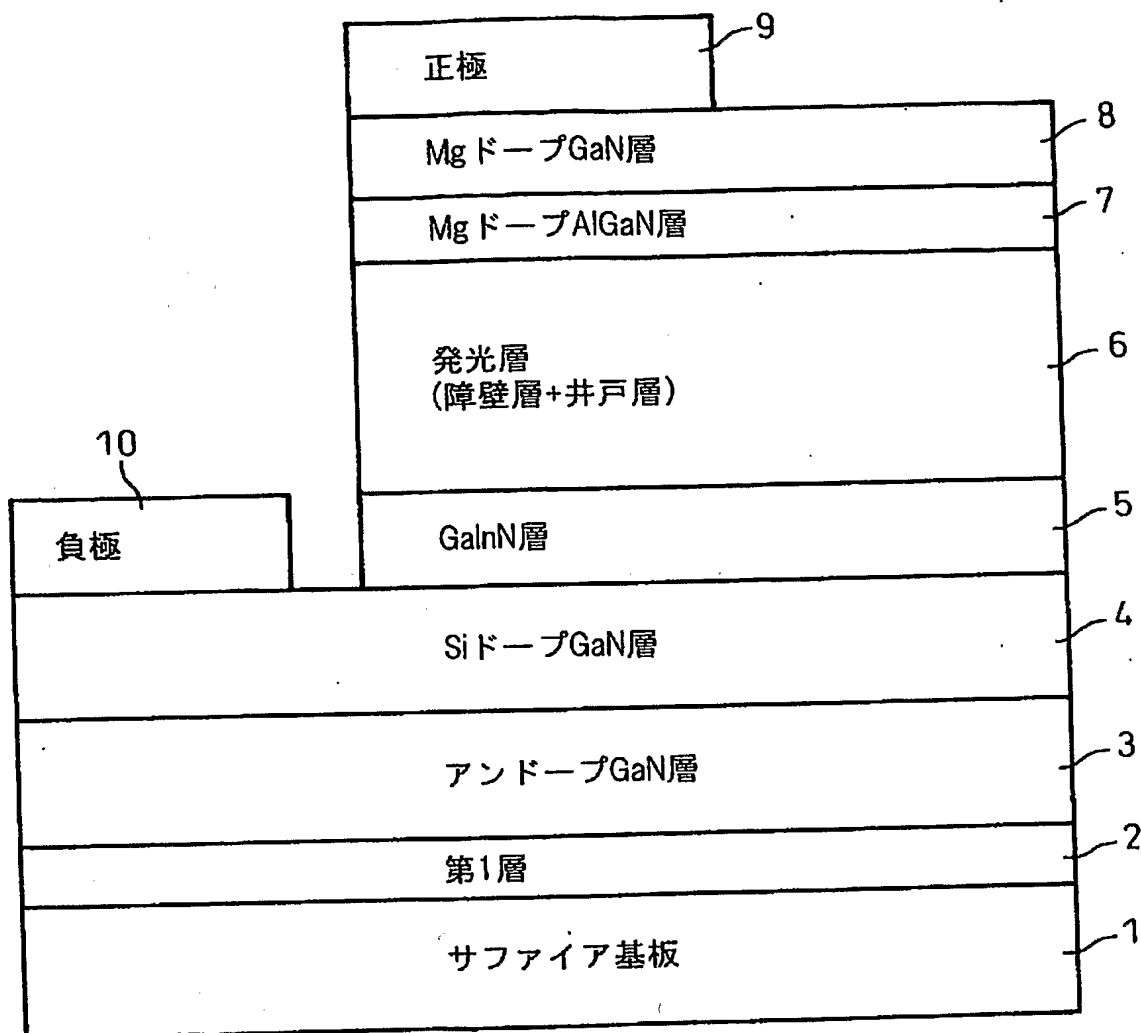 9
正極
8
MgドープGaN層
7
MgドープAlGaN層
6
発光層
(障壁層+井戸層)
10
5
負極
GaInN層
4
SiドープGaN層
3
アンドープGaN層
2
第1層
1
サファイア基板